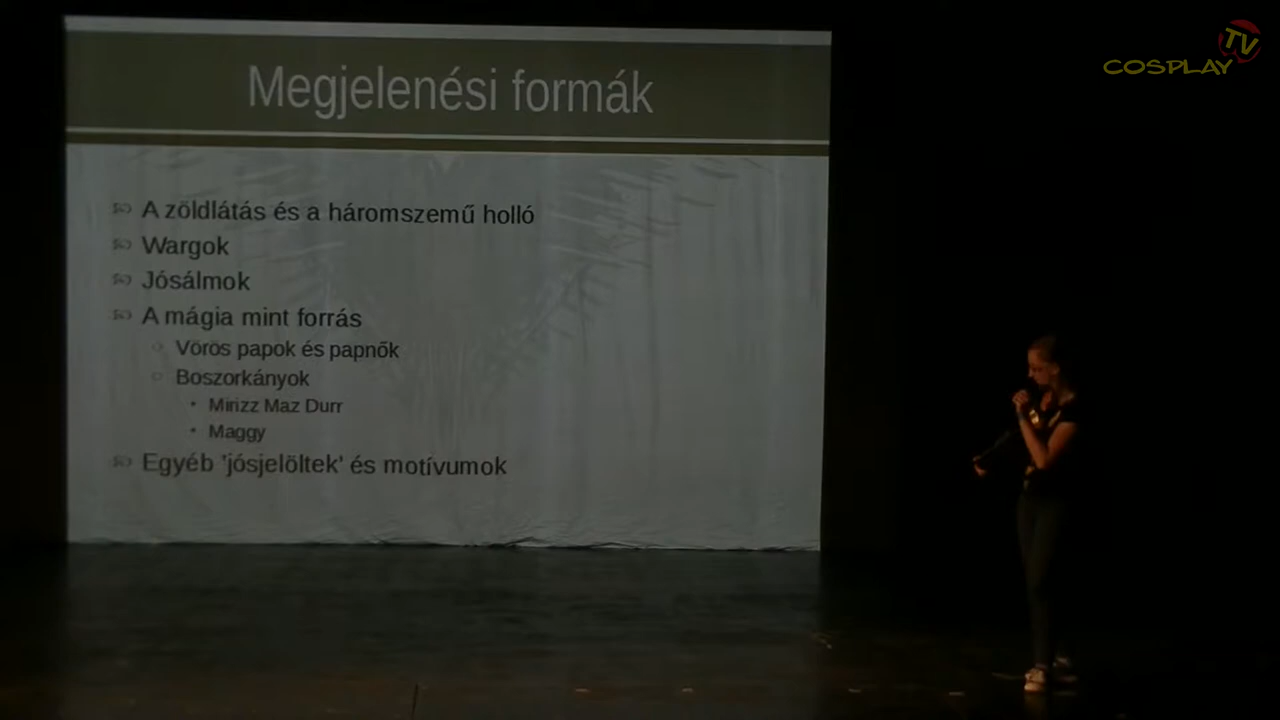 TV
COSPLAY
Megjelenési formák
A zöldlátás és a háromszemű holló
Wargok
Jósálmok
A mágia mint forrás
Vörös papok és papnők
Boszorkányok
Mirizz Maz Durr
Maggy
Egyéb 'jósjelöltek' és motívumok